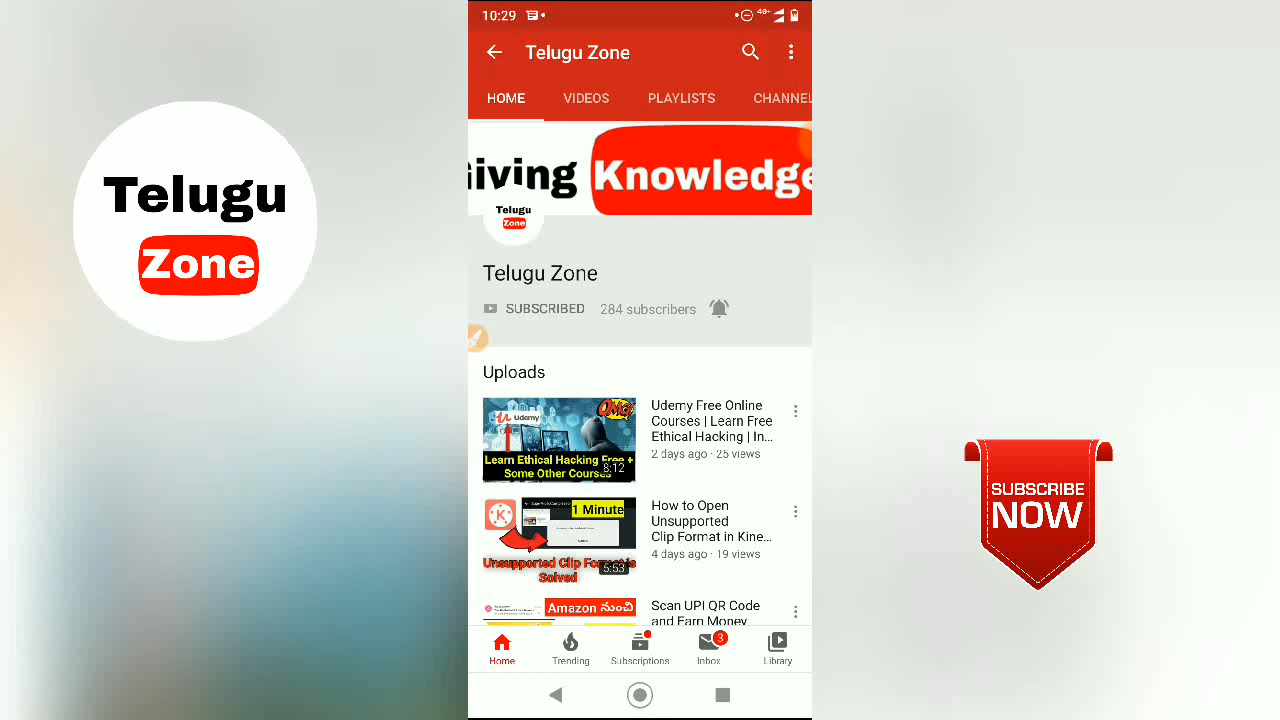 10:29
4G+
Telugu Zone
HOME
VIDEOS
PLAYLISTS
CHANNEL
Giving Knowledge
Telugu
Zone
Telugu
Zone
Telugu Zone
SUBSCRIBED
284 subscribers
Uploads
OMG
Udemy
Learn Ethical Hacking Free +
Some Other Courses
8:12
Udemy Free Online
Courses | Learn Free
Ethical Hacking | In...
2 days ago · 25 views
K
1 Minute
Unsupported Clip Format is
Solved
5:53
How to Open
Unsupported
Clip Format in Kine...
4 days ago · 19 views
Amazon నుంచి
Scan UPI QR Code
and Earn Money
SUBSCRIBE
NOW
Home
Trending
Subscriptions
3
Inbox
Library